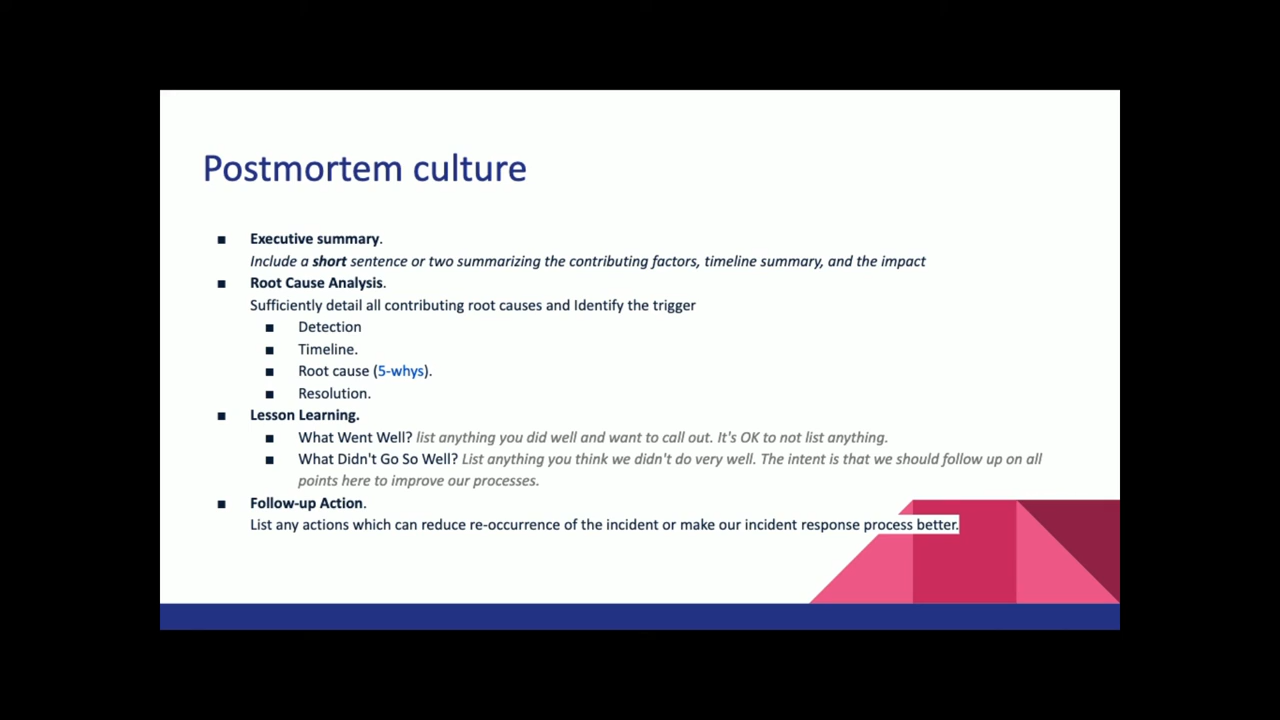 Postmortem culture
■ Executive summary.
Include a short sentence or two summarizing the contributing factors, timeline summary, and the impact
■ Root Cause Analysis.
Sufficiently detail all contributing root causes and Identify the trigger
■ Detection
■ Timeline.
■ Root cause (5-whys).
■ Resolution.
■ Lesson Learning.
■ What Went Well? list anything you did well and want to call out. It's OK to not list anything.
■ What Didn't Go So Well? List anything you think we didn't do very well. The intent is that we should follow up on all
points here to improve our processes.
■ Follow-up Action.
List any actions which can reduce re-occurrence of the incident or make our incident response process better.